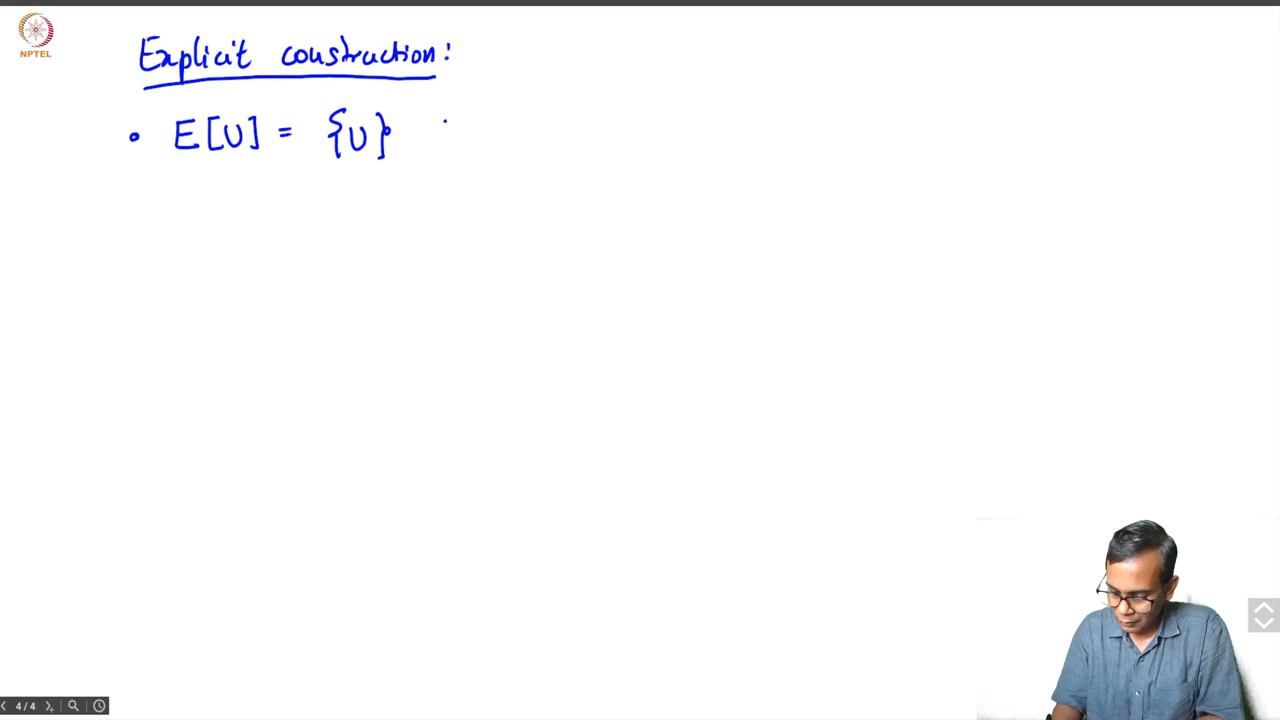 NPTEL
Explicit construction:
• E[U] = {U}
4/4